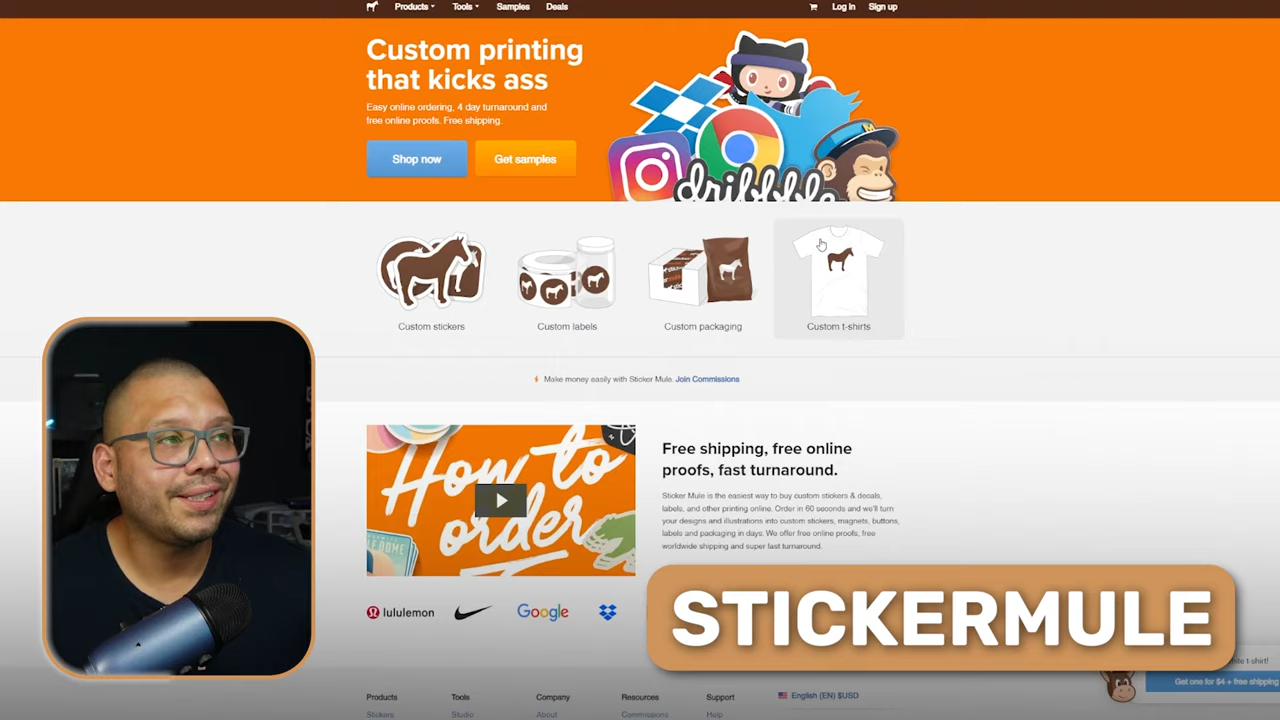 Products
Tools
Samples
Deals
Log in
Sign up
Custom printing
that kicks ass
Easy online ordering, 4 day turnaround and
free online proofs. Free shipping.
Shop now
Get samples
dribbble
Custom stickers
Custom labels
Custom packaging
Custom t-shirts
Make money easily with Sticker Mule. Join Commissions
How to
order
Free shipping, free online
proofs, fast turnaround.
Sticker Mule is the easiest way to buy custom stickers & decals,
labels, and other printing online. Order in 60 seconds and we'll turn
your designs and illustrations into custom stickers, magnets, buttons,
labels and packaging in days. We offer free online proofs, free
worldwide shipping and super fast turnaround.
lululemon
Google
STICKERMULE
t-shirt!
Get one for $4 + free shipping
Products
Tools
Company
Resources
Support
English (EN) $USD
Stickers
Studio
About
Commissions
Help